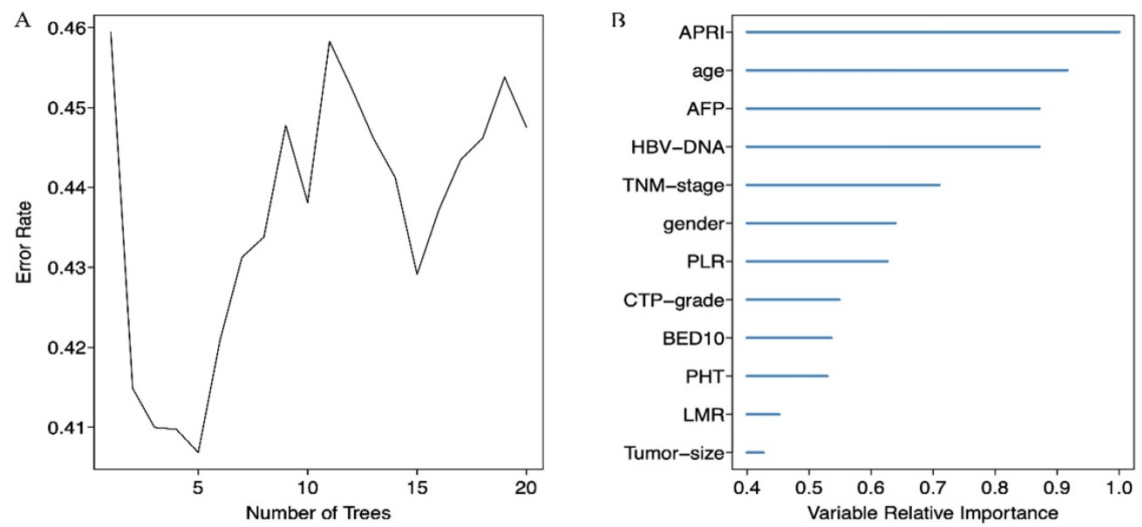 A
0.46
0.45
0.44
0.43
0.42
0.41
Error Rate
5 10 15 20
Number of Trees
B
APRI
age
AFP
HBV-DNA
TNM-stage
gender
PLR
CTP-grade
BED10
PHT
LMR
Tumor-size
0.4 0.5 0.6 0.7 0.8 0.9 1.0
Variable Relative Importance